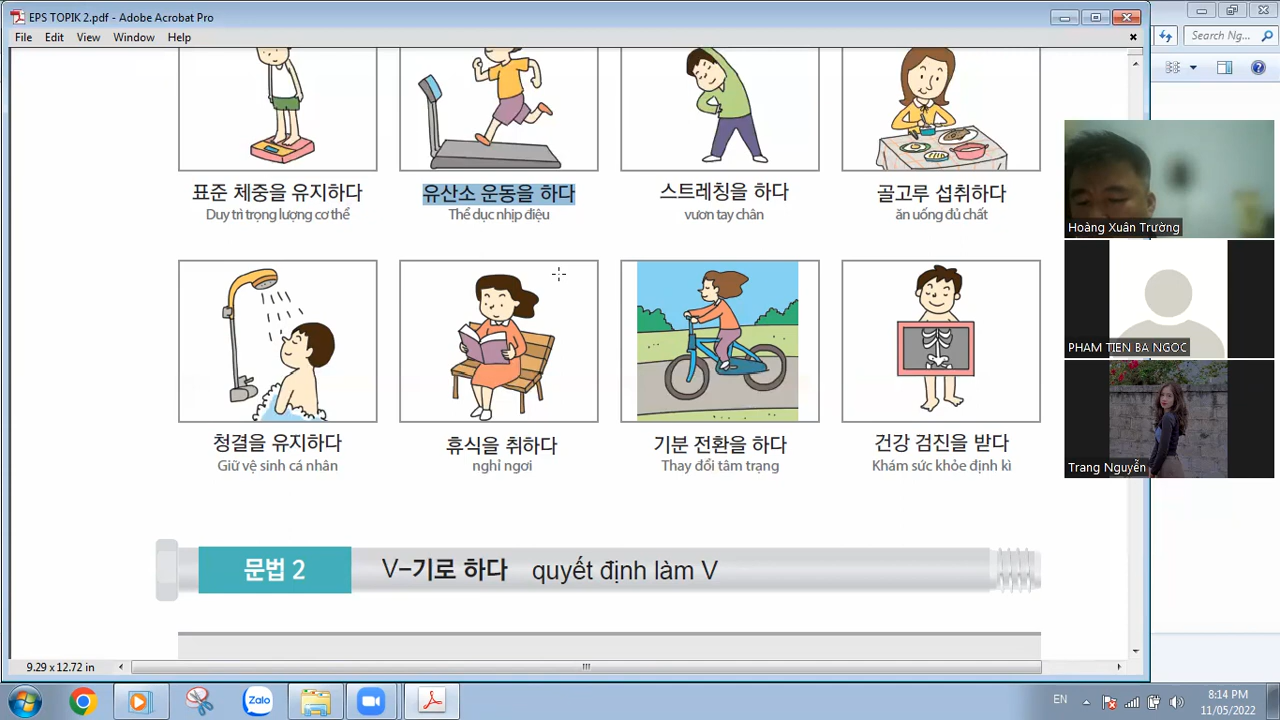 EPS TOPIK 2.pdf - Adobe Acrobat Pro
File Edit View Window Help
Search Ng...
표준 체중을 유지하다
Duy trì trọng lượng cơ thể
유산소 운동을 하다
Thể dục nhịp điệu
스트레칭을 하다
vươn tay chân
골고루 섭취하다
ăn uống đủ chất
청결을 유지하다
Giữ vệ sinh cá nhân
휴식을 취하다
nghỉ ngơi
기분 전환을 하다
Thay đổi tâm trạng
건강 검진을 받다
Khám sức khỏe định kì
문법 2
V-기로 하다 quyết định làm V
Hoàng Xuân Trường
PHAM TIEN BA NGOC
Trang Nguyễn
9.29 x 12.72 in
Zalo
EN
8:14 PM
11/05/2022